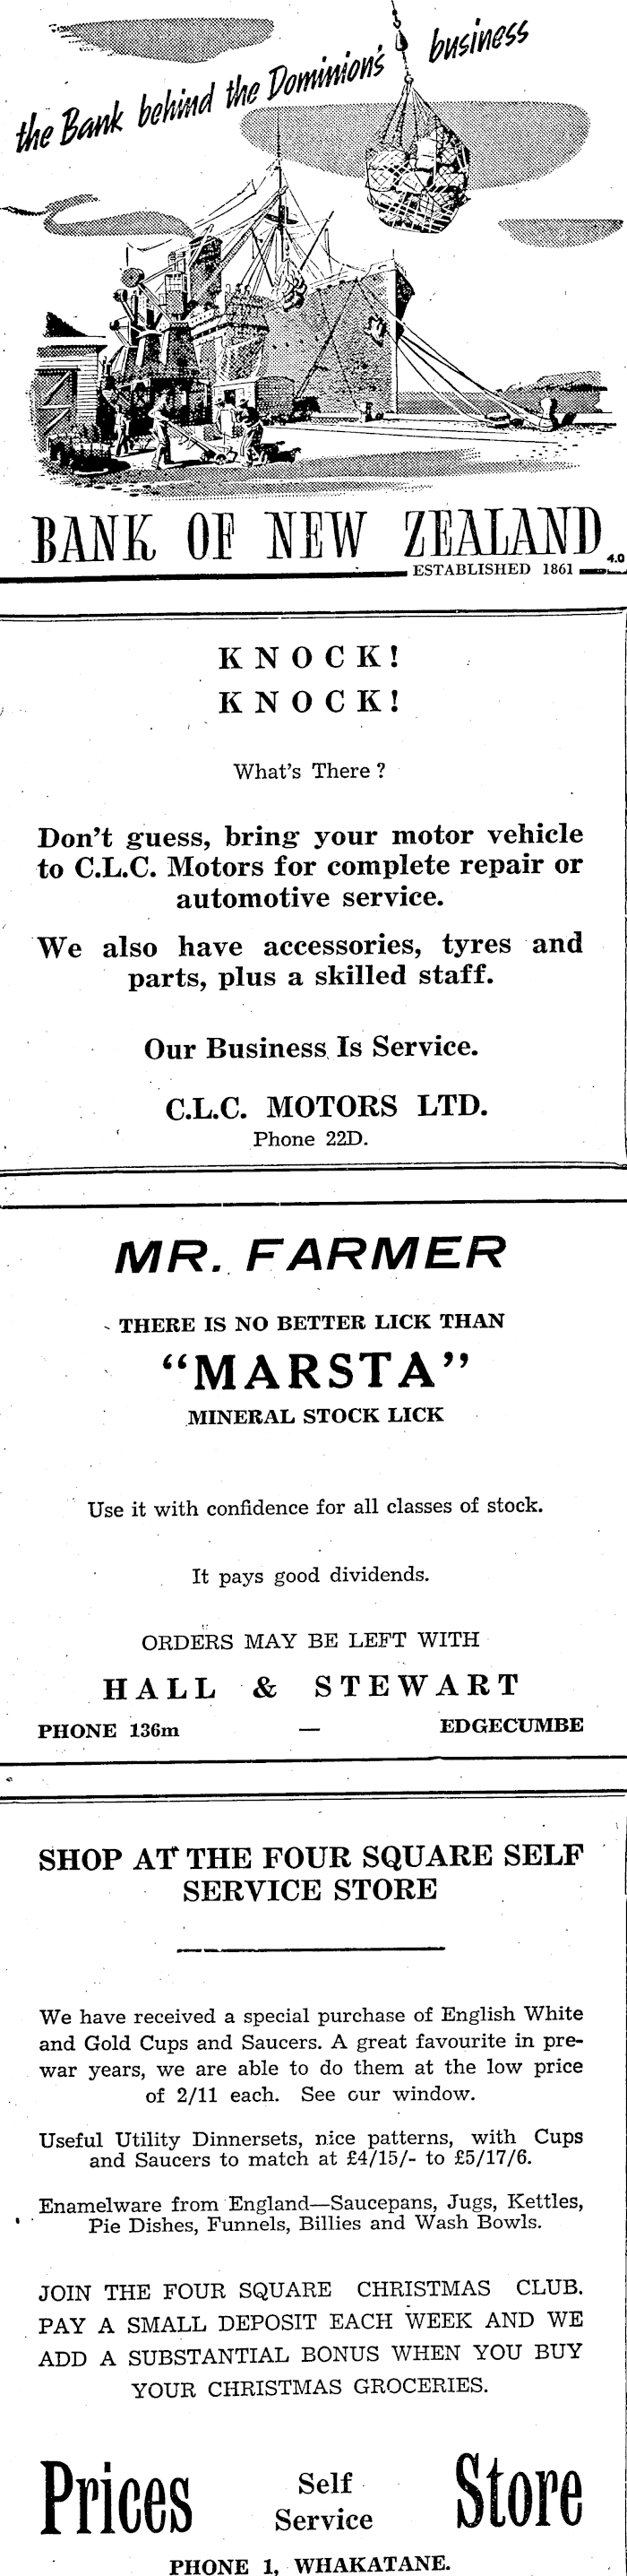 the Bank behind the Dominion's business
BANK OF NEW ZEALAND
ESTABLISHED 1861
4.0
KNOCK!
KNOCK!
What's There?
Don't guess, bring your motor vehicle
to C.L.C. Motors for complete repair or
automotive service.
We also have accessories, tyres and
parts, plus a skilled staff.
Our Business Is Service.
C.L.C. MOTORS LTD.
Phone 22D.
MR. FARMER
THERE IS NO BETTER LICK THAN
"MARSTA"
MINERAL STOCK LICK
Use it with confidence for all classes of stock.
It pays good dividends.
ORDERS MAY BE LEFT WITH
HALL & STEWART
PHONE 136m — EDGECUMBE
SHOP AT THE FOUR SQUARE SELF
SERVICE STORE
We have received a special purchase of English White
and Gold Cups and Saucers. A great favourite in pre-
war years, we are able to do them at the low price
of 2/11 each. See our window.
Useful Utility Dinnersets, nice patterns, with Cups
and Saucers to match at £4/15/- to £5/17/6.
Enamelware from England—Saucepans, Jugs, Kettles,
Pie Dishes, Funnels, Billies and Wash Bowls.
JOIN THE FOUR SQUARE CHRISTMAS CLUB.
PAY A SMALL DEPOSIT EACH WEEK AND WE
ADD A SUBSTANTIAL BONUS WHEN YOU BUY
YOUR CHRISTMAS GROCERIES.
Prices Self Service Store
PHONE 1, WHAKATANE.